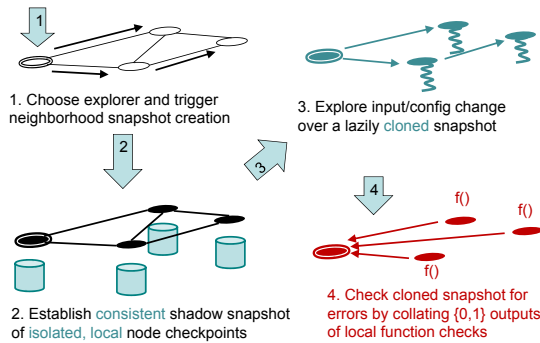 1
1. Choose explorer and trigger
neighborhood snapshot creation
2
3
3. Explore input/config change
over a lazily cloned snapshot
2. Establish consistent shadow snapshot
of isolated, local node checkpoints
4
f()
f()
f()
4. Check cloned snapshot for
errors by collating {0,1} outputs
of local function checks